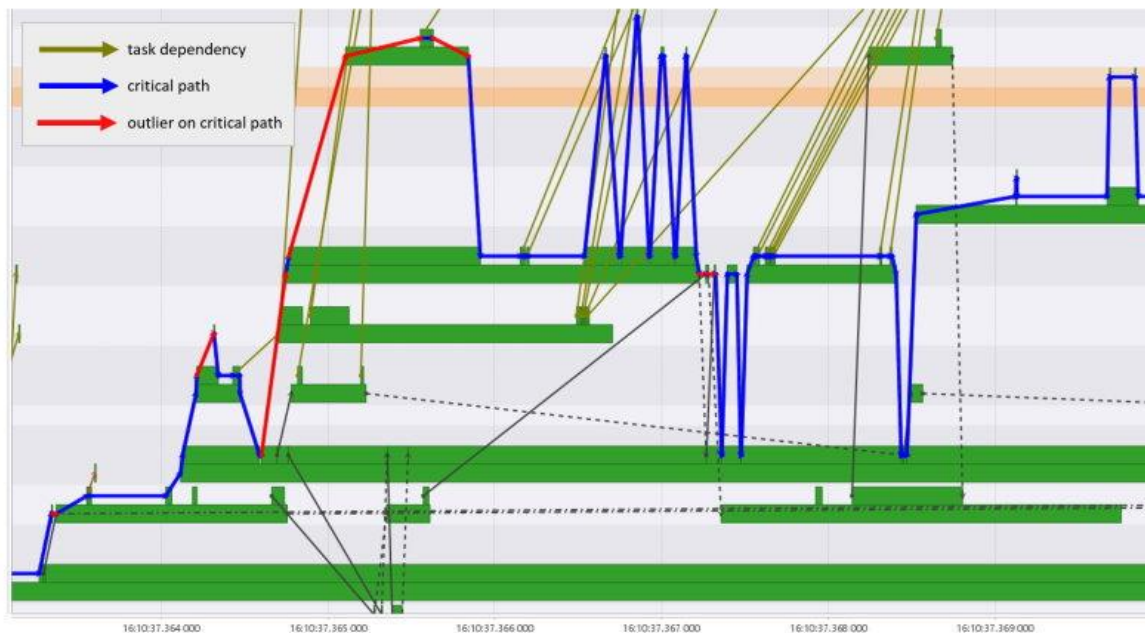 task dependency
critical path
outlier on critical path
16:10:37.364 000
16:10:37.365 000
16:10:37.366 000
16:10:37.367 000
16:10:37.368 000
16:10:37.369 000